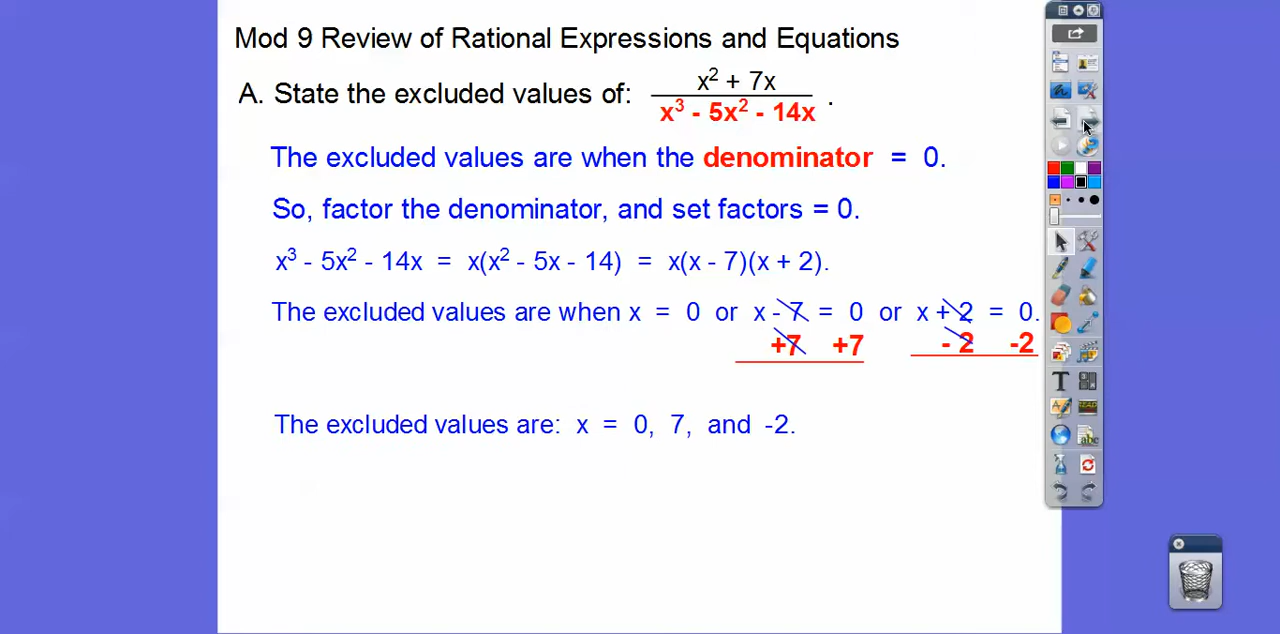 Mod 9 Review of Rational Expressions and Equations
A. State the excluded values of: x² + 7x
x³ - 5x² - 14x .
The excluded values are when the denominator = 0.
So, factor the denominator, and set factors = 0.
x³ - 5x² - 14x = x(x² - 5x - 14) = x(x - 7)(x + 2).
The excluded values are when x = 0 or x - 7 = 0 or x + 2 = 0.
+7 +7 - 2 -2
The excluded values are: x = 0, 7, and -2.